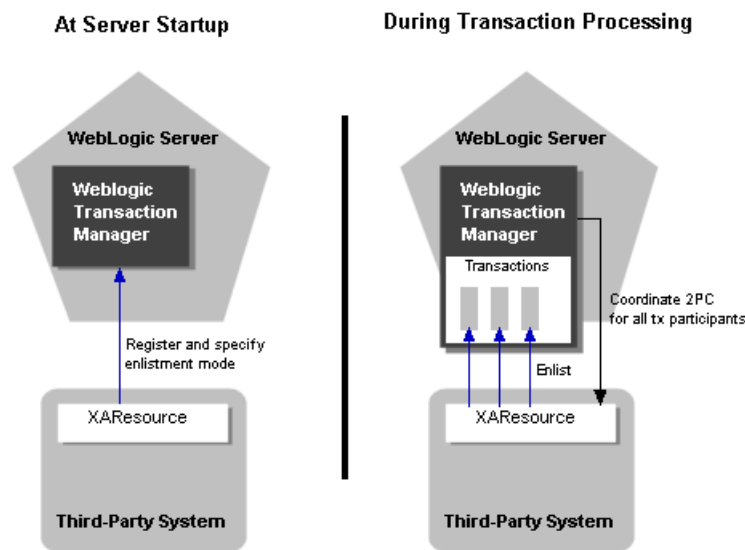 At Server Startup
WebLogic Server
Weblogic
Transaction
Manager
Register and specify
enlistment mode
XAResource
Third-Party System
During Transaction Processing
WebLogic Server
Weblogic
Transaction
Manager
Transactions
Coordinate 2PC
for all tx participants
Enlist
XAResource
Third-Party System